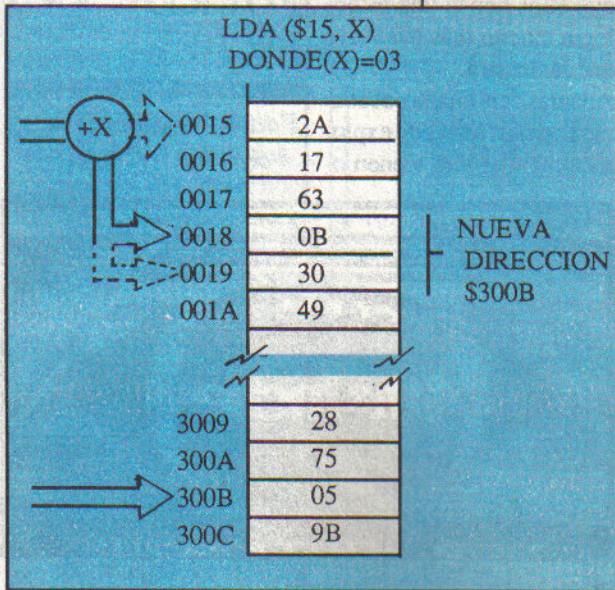 LDA ($15, X)
DONDE(X)=03
+X
0015 2A
0016 17
0017 63
0018 0B
0019 30
001A 49
NUEVA
DIRECCION
$300B
3009 28
300A 75
300B 05
300C 9B